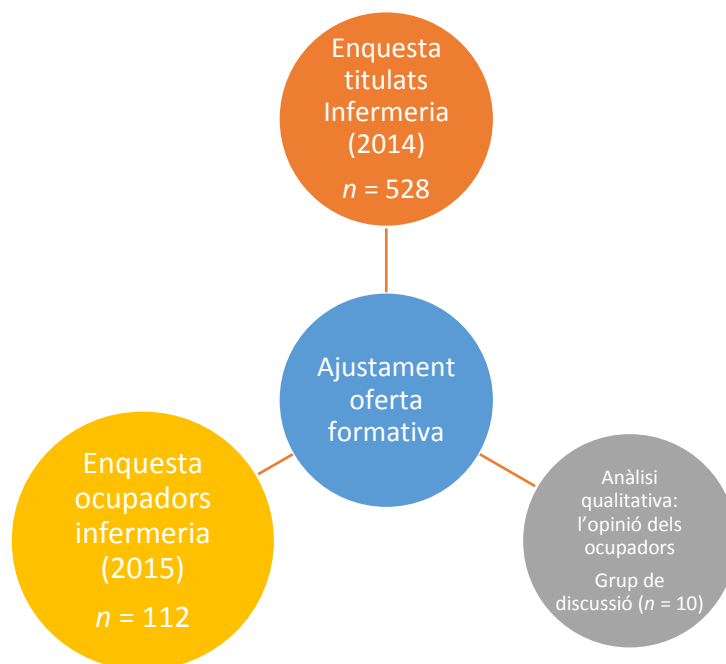 Enquesta
titulats
Infermeria
(2014)
n = 528
Ajustament
oferta
formativa
Enquesta
ocupadors
infermeria
(2015)
n = 112
Anàlisi
qualitativa:
l’opinió dels
ocupadors
Grup de
discussió (n = 10)